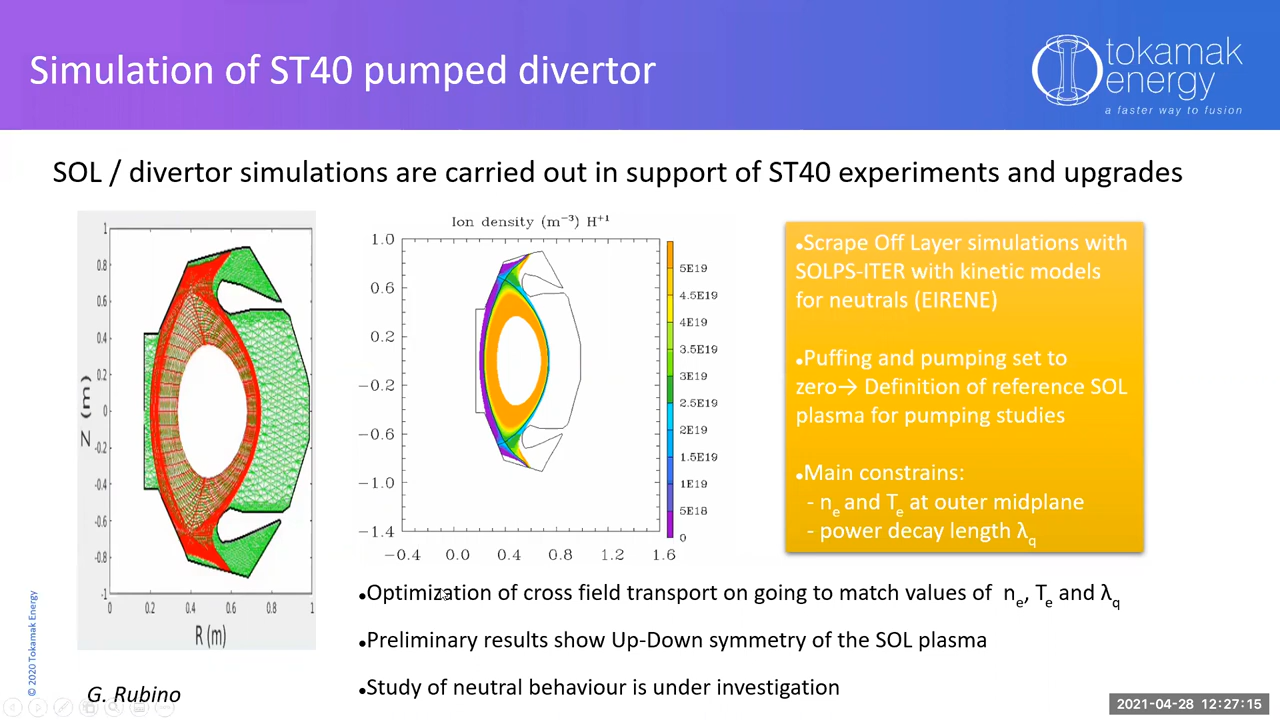 Simulation of ST40 pumped divertor
tokamak
energy
a faster way to fusion
SOL / divertor simulations are carried out in support of ST40 experiments and upgrades
1
0.8
0.6
0.4
0.2
0
-0.2
-0.4
-0.6
-0.8
-1
Z (m)
0
0.2
0.4
0.6
0.8
1
R (m)
Ion density (m⁻³) H⁺¹
1.0
0.6
0.2
-0.2
-0.6
-1.0
-1.4
-0.4
0.0
0.4
0.8
1.2
1.6
5E19
4.5E19
4E19
3.5E19
3E19
2.5E19
2E19
1.5E19
1E19
5E18
0
•Scrape Off Layer simulations with
SOLPS-ITER with kinetic models
for neutrals (EIRENE)
•Puffing and pumping set to
zero→ Definition of reference SOL
plasma for pumping studies
•Main constrains:
- nₑ and Tₑ at outer midplane
- power decay length λq
•Optimization of cross field transport on going to match values of nₑ, Tₑ and λq
•Preliminary results show Up-Down symmetry of the SOL plasma
•Study of neutral behaviour is under investigation
G. Rubino
© 2020 Tokamak Energy
2021-04-28 12:27:15